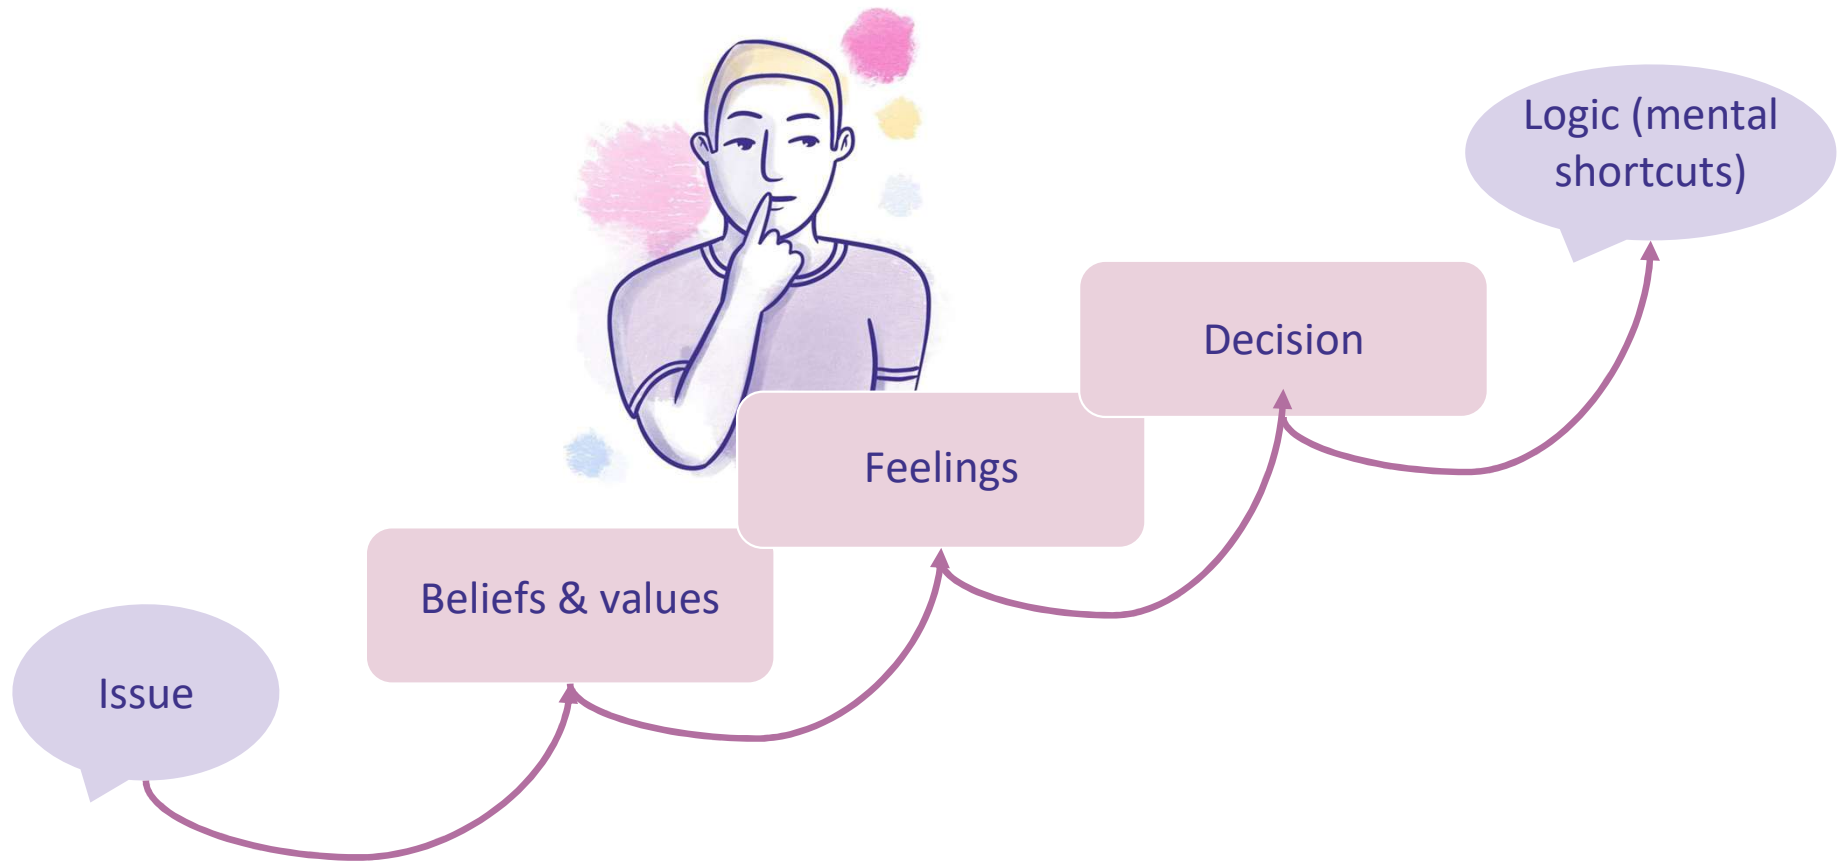 Issue
Beliefs & values
Feelings
Decision
Logic (mental
shortcuts)